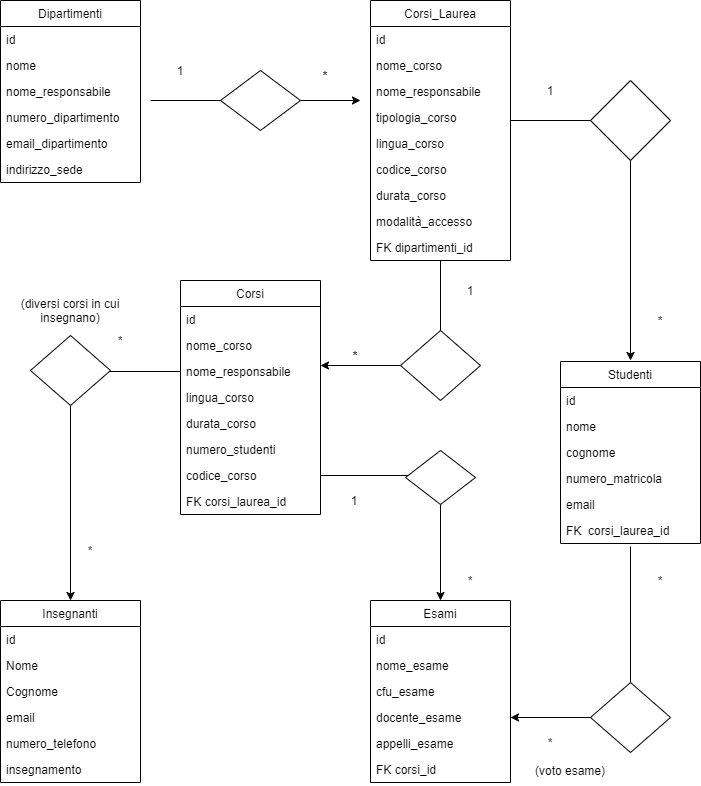 Dipartimenti
id
nome
nome_responsabile
numero_dipartimento
email_dipartimento
indirizzo_sede
1
*
Corsi_Laurea
id
nome_corso
nome_responsabile
tipologia_corso
lingua_corso
codice_corso
durata_corso
modalità_accesso
FK dipartimenti_id
1
*
1
*
(diversi corsi in cui
insegnano)
*
*
Corsi
id
nome_corso
nome_responsabile
lingua_corso
durata_corso
numero_studenti
codice_corso
FK corsi_laurea_id
1
*
Studenti
id
nome
cognome
numero_matricola
email
FK  corsi_laurea_id
*
*
(voto esame)
Insegnanti
id
Nome
Cognome
email
numero_telefono
insegnamento
Esami
id
nome_esame
cfu_esame
docente_esame
appelli_esame
FK corsi_id